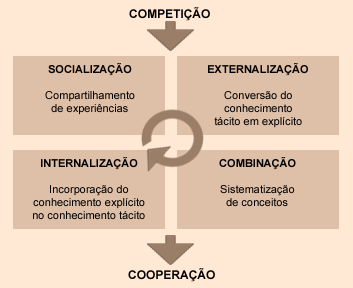 COMPETIÇÃO
SOCIALIZAÇÃO
Compartilhamento
de experiências
EXTERNALIZAÇÃO
Conversão do
conhecimento
tácito em explícito
INTERNALIZAÇÃO
Incorporação do
conhecimento explícito
no conhecimento tácito
COMBINAÇÃO
Sistematização
de conceitos
COOPERAÇÃO